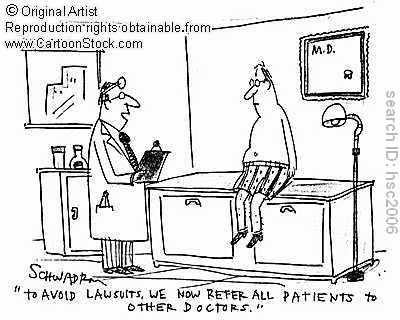 © Original Artist
Reproduction rights obtainable from
www.CartoonStock.com
M.D.
search ID: hsc2006
SCHWADRON
"TO AVOID LAWSUITS, WE NOW REFER ALL PATIENTS TO
OTHER DOCTORS."